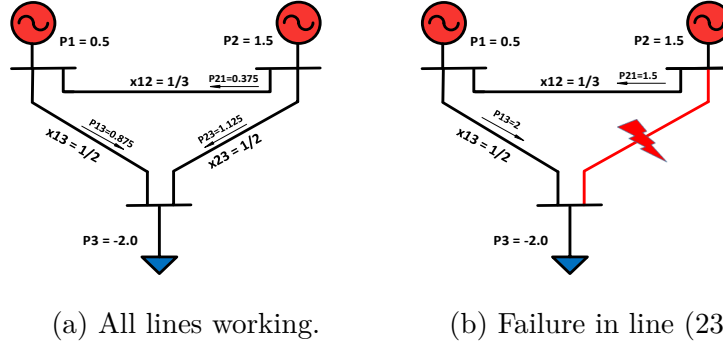 P1 = 0.5
P2 = 1.5
x12 = 1/3
P21=0.375
P13=0.875
x13 = 1/2
P23=1.125
x23 = 1/2
P3 = -2.0
(a) All lines working.
P1 = 0.5
P2 = 1.5
x12 = 1/3
P21=1.5
P13=2
x13 = 1/2
P3 = -2.0
(b) Failure in line (23